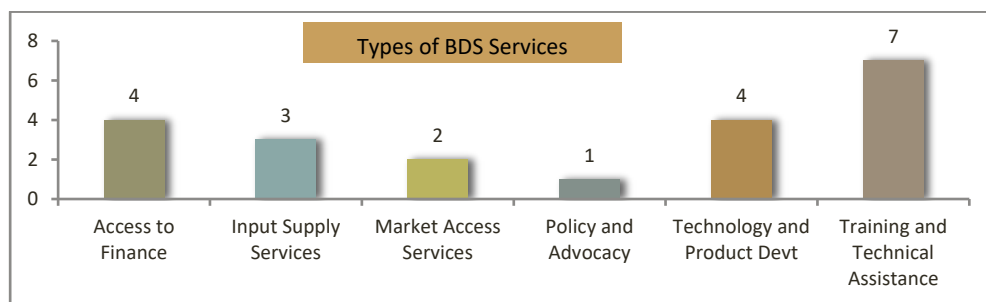 Types of BDS Services
8
6
4
2
0
4
3
2
1
4
7
Access to
Finance
Input Supply
Services
Market Access
Services
Policy and
Advocacy
Technology and
Product Devt
Training and
Technical
Assistance